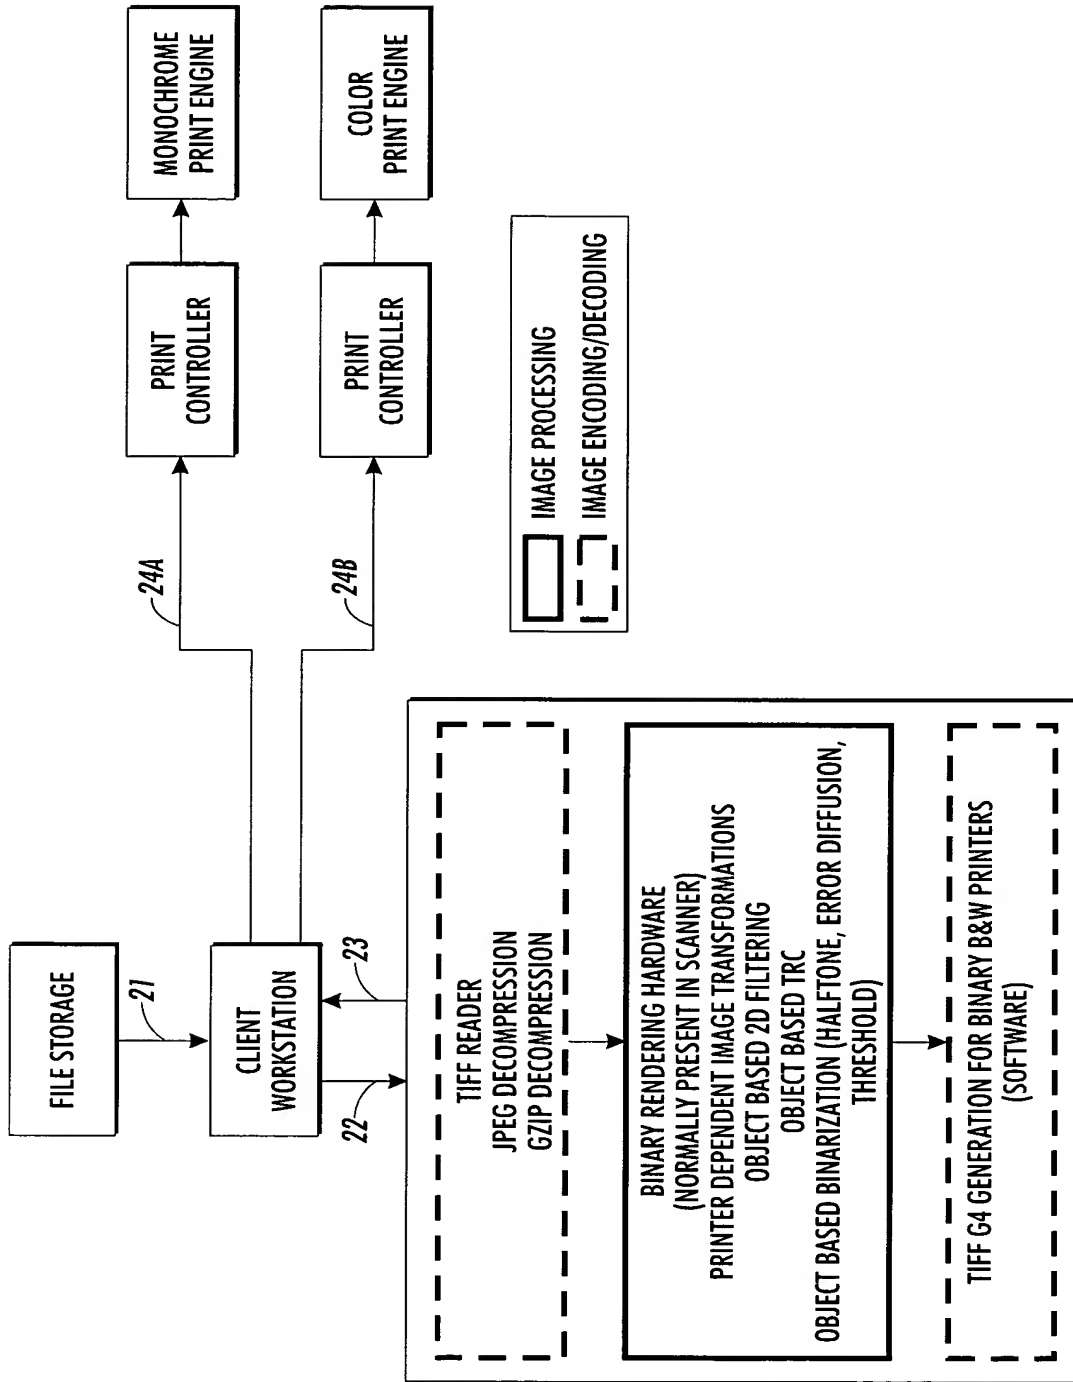 FILE STORAGE
21
CLIENT
WORKSTATION
22
23
24A
24B
PRINT
CONTROLLER
MONOCHROME
PRINT ENGINE
PRINT
CONTROLLER
COLOR
PRINT ENGINE
TIFF READER
JPEG DECOMPRESSION
GZIP DECOMPRESSION
BINARY RENDERING HARDWARE
(NORMALLY PRESENT IN SCANNER)
PRINTER DEPENDENT IMAGE TRANSFORMATIONS
OBJECT BASED 2D FILTERING
OBJECT BASED TRC
OBJECT BASED BINARIZATION (HALFTONE, ERROR DIFFUSION,
THRESHOLD)
TIFF G4 GENERATION FOR BINARY B&W PRINTERS
(SOFTWARE)
IMAGE PROCESSING
IMAGE ENCODING/DECODING